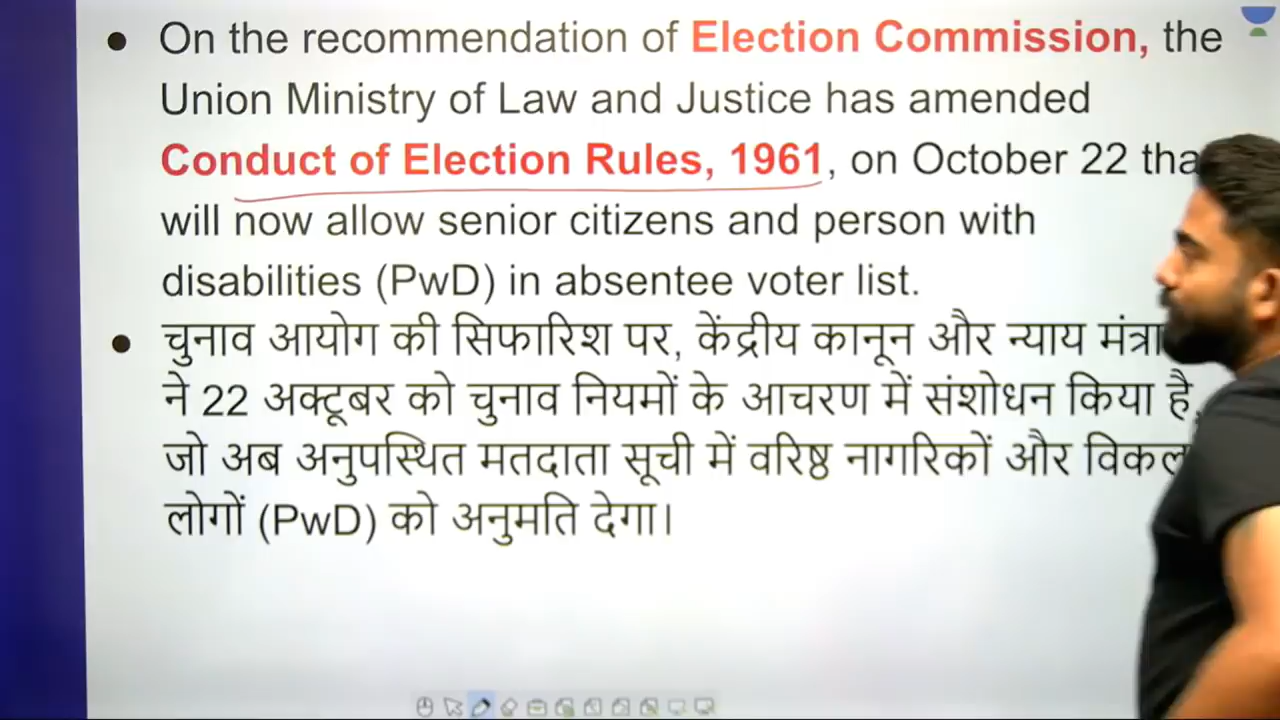 ● On the recommendation of Election Commission, the
Union Ministry of Law and Justice has amended
Conduct of Election Rules, 1961, on October 22
will now allow senior citizens and person with
disabilities (PwD) in absentee voter list.
● चुनाव आयोग की सिफारिश पर, केंद्रीय कानून और न्याय
ने 22 अक्टूबर को चुनाव नियमों के आचरण में संशोधन किया है,
जो अब अनुपस्थित मतदाता सूची में वरिष्ठ नागरिकों और
लोगों (PwD) को अनुमति देगा।